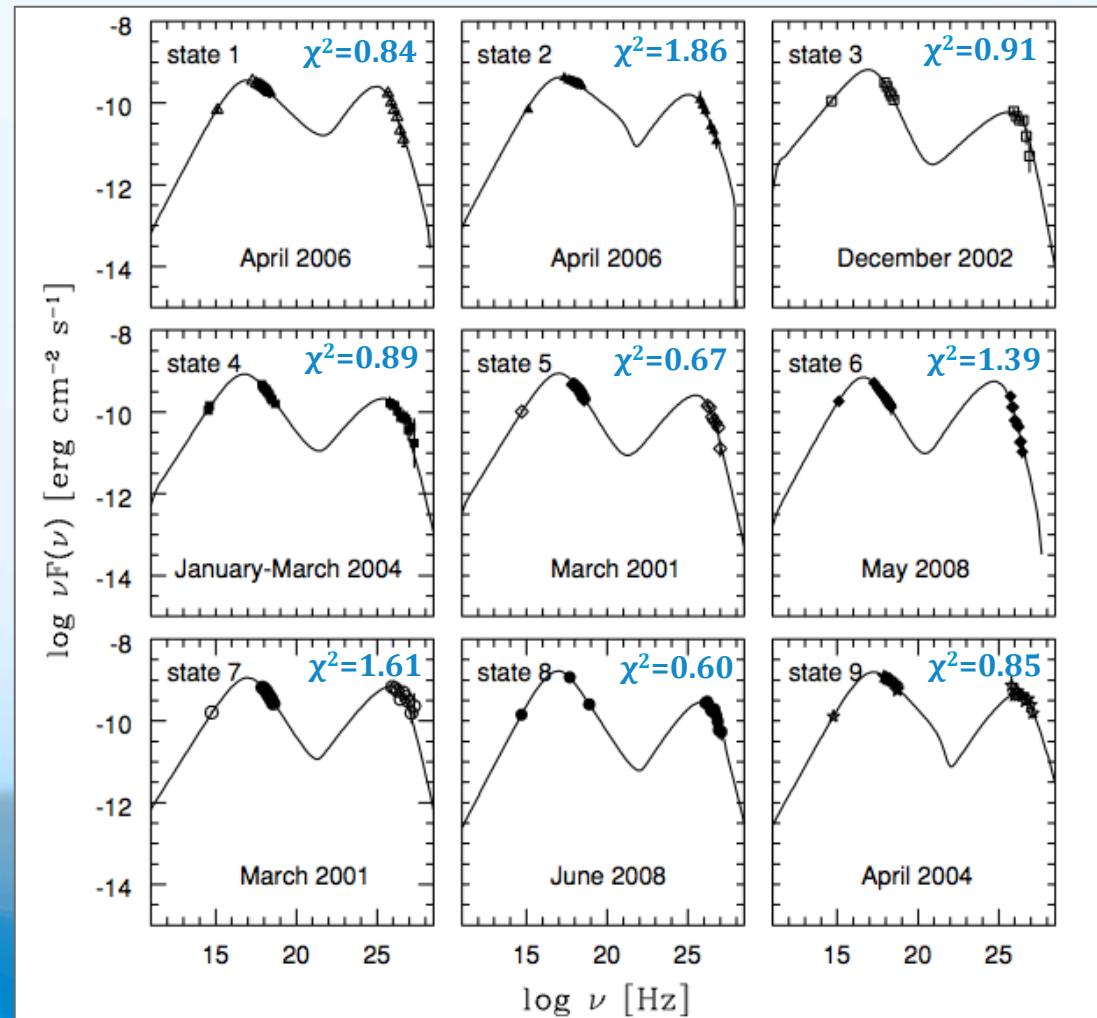 -8
-10
-12
-14
state 1 χ²=0.84
April 2006
state 2 χ²=1.86
April 2006
state 3 χ²=0.91
December 2002
-8
-10
-12
-14
state 4 χ²=0.89
January-March 2004
state 5 χ²=0.67
March 2001
state 6 χ²=1.39
May 2008
-8
-10
-12
-14
state 7 χ²=1.61
March 2001
state 8 χ²=0.60
June 2008
state 9 χ²=0.85
April 2004
15 20 25 15 20 25 15 20 25
log ν [Hz]
log νF(ν) [erg cm⁻² s⁻¹]